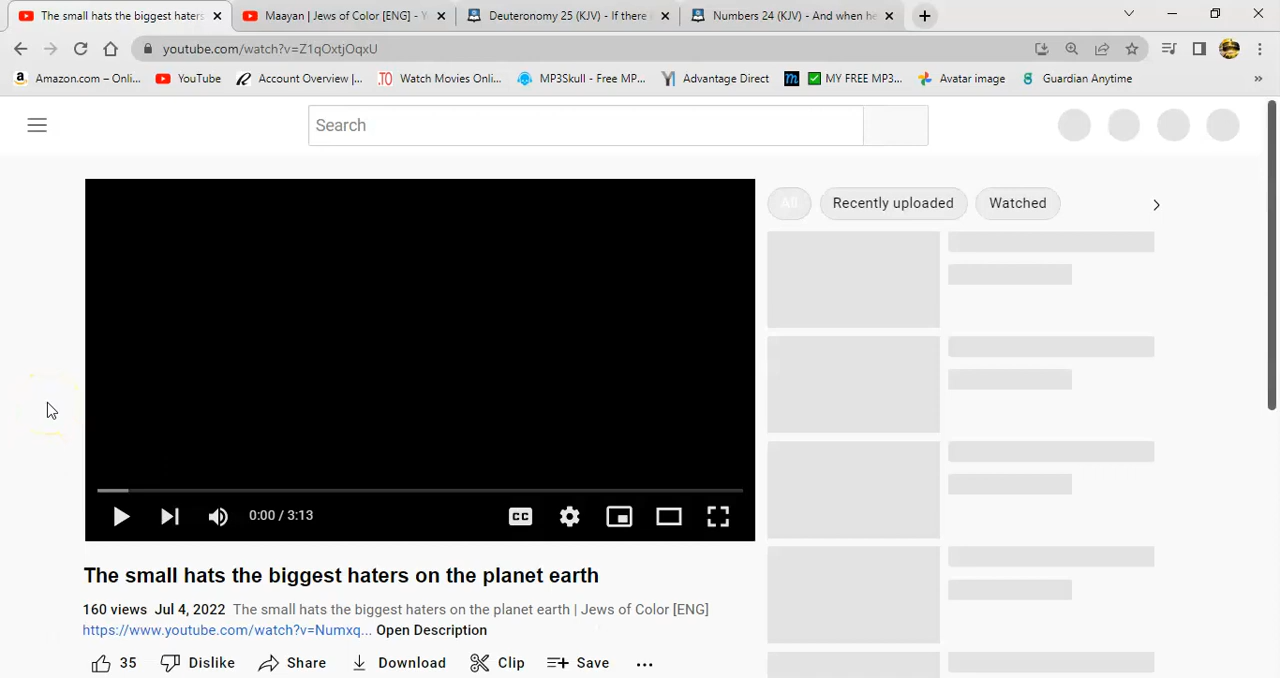 The small hats the biggest haters
Maayan | Jews of Color [ENG] - Y
Deuteronomy 25 (KJV) - If there
Numbers 24 (KJV) - And when he
youtube.com/watch?v=Z1qOxtjOqxU
Amazon.com – Onli...
YouTube
Account Overview |...
.TO Watch Movies Onli...
MP3Skull - Free MP...
Advantage Direct
m
MY FREE MP3...
Avatar image
Guardian Anytime
Search
All
Recently uploaded
Watched
0:00 / 3:13
CC
The small hats the biggest haters on the planet earth
160 views Jul 4, 2022 The small hats the biggest haters on the planet earth | Jews of Color [ENG]
https://www.youtube.com/watch?v=Numxq... Open Description
35 Dislike Share Download Clip Save ...